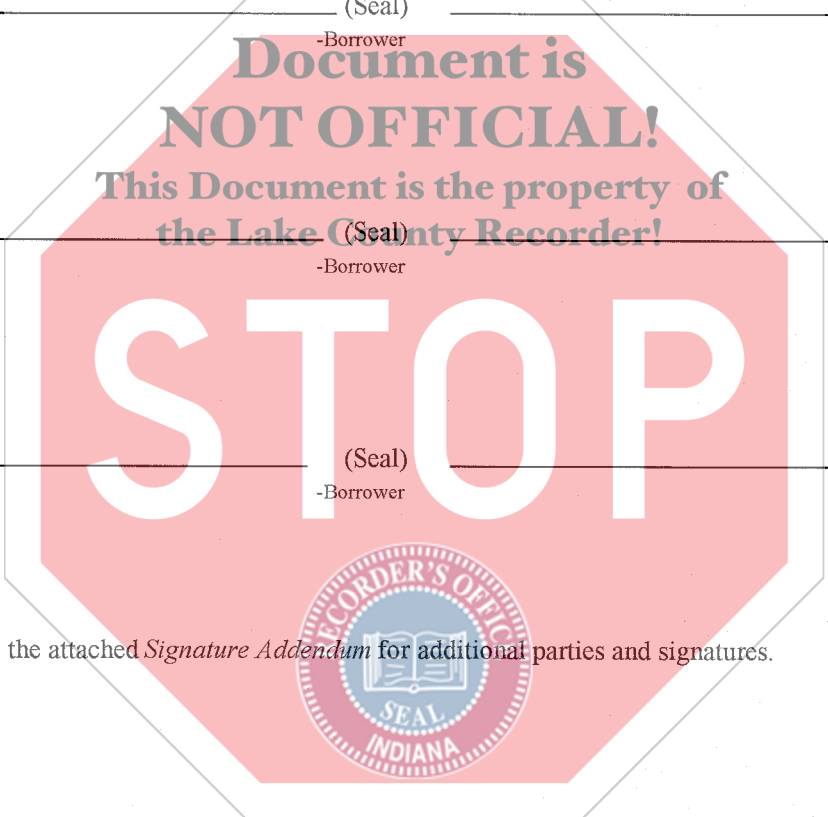 (Seal)
-Borrower
Document is
NOT OFFICIAL!
This Document is the property of
the Lake County Recorder!
(Seal)
-Borrower
STOP
(Seal)
-Borrower
RECORDER'S OFFICE
the attached Signature Addendum for additional parties and signatures.
SEAL
INDIANA